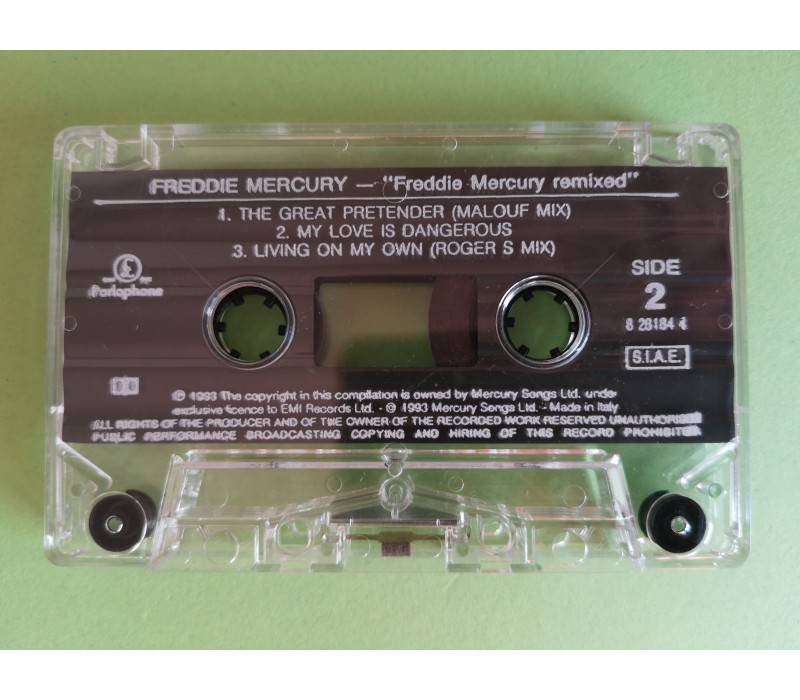 FREDDIE MERCURY — "Freddie Mercury remixed"
1. THE GREAT PRETENDER (MALOUF MIX)
2. MY LOVE IS DANGEROUS
3. LIVING ON MY OWN (ROGER S MIX)
Parlophone
SIDE
2
8 28184 4
S.I.A.E.
℗ 1993 The copyright in this compilation is owned by Mercury Songs Ltd. under
exclusive licence to EMI Records Ltd. - © 1993 Mercury Songs Ltd. - Made in Italy
ALL RIGHTS OF THE PRODUCER AND OF THE OWNER OF THE RECORDED WORK RESERVED UNAUTHORISED
PUBLIC PERFORMANCE BROADCASTING COPYING AND HIRING OF THIS RECORD PROHIBITED